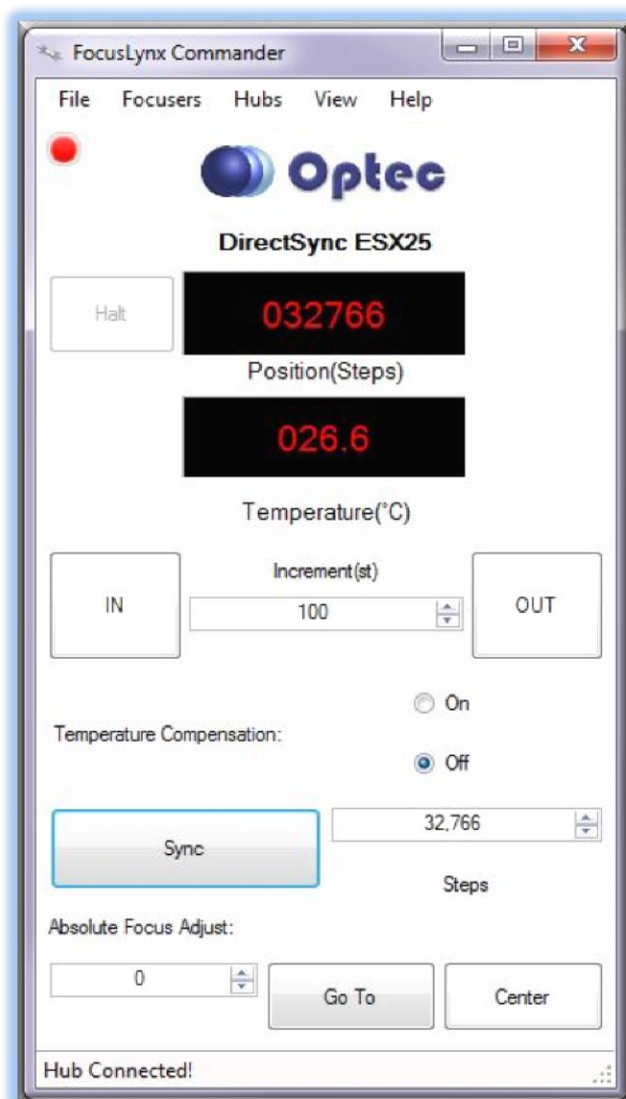 FocusLynx Commander
File Focusers Hubs View Help
Optec
DirectSync ESX25
Halt
032766
Position(Steps)
026.6
Temperature(°C)
IN
Increment(st)
100
OUT
On
Temperature Compensation:
Off
Sync
32,766
Steps
Absolute Focus Adjust:
0
Go To
Center
Hub Connected!